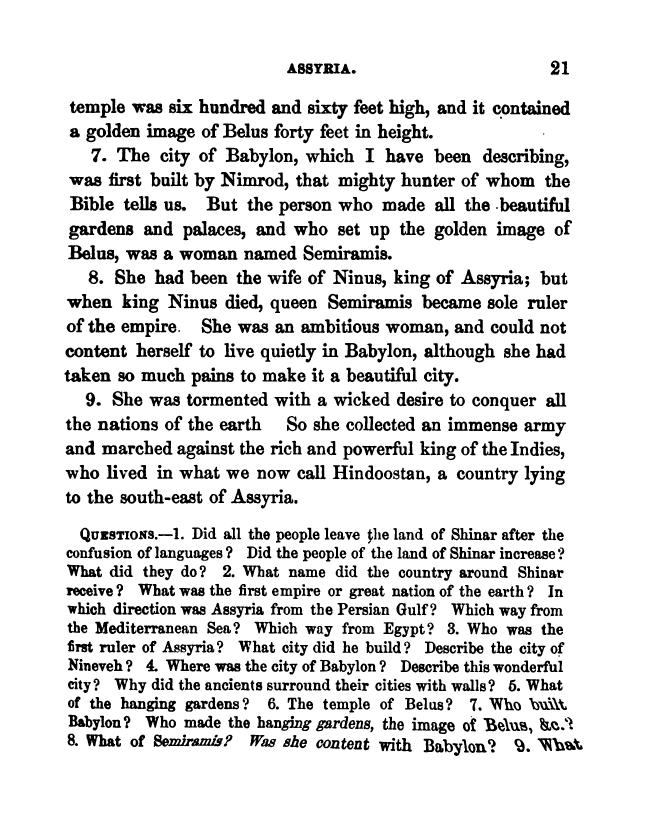 ASSYRIA. 21
temple was six hundred and sixty feet high, and it contained
a golden image of Belus forty feet in height.
7. The city of Babylon, which I have been describing,
was first built by Nimrod, that mighty hunter of whom the
Bible tells us. But the person who made all the beautiful
gardens and palaces, and who set up the golden image of
Belus, was a woman named Semiramis.
8. She had been the wife of Ninus, king of Assyria; but
when king Ninus died, queen Semiramis became sole ruler
of the empire. She was an ambitious woman, and could not
content herself to live quietly in Babylon, although she had
taken so much pains to make it a beautiful city.
9. She was tormented with a wicked desire to conquer all
the nations of the earth So she collected an immense army
and marched against the rich and powerful king of the Indies,
who lived in what we now call Hindoostan, a country lying
to the south-east of Assyria.
QUESTIONS.—1. Did all the people leave the land of Shinar after the
confusion of languages? Did the people of the land of Shinar increase?
What did they do? 2. What name did the country around Shinar
receive? What was the first empire or great nation of the earth? In
which direction was Assyria from the Persian Gulf? Which way from
the Mediterranean Sea? Which way from Egypt? 3. Who was the
first ruler of Assyria? What city did he build? Describe the city of
Nineveh? 4. Where was the city of Babylon? Describe this wonderful
city? Why did the ancients surround their cities with walls? 5. What
of the hanging gardens? 6. The temple of Belus? 7. Who built
Babylon? Who made the hanging gardens, the image of Belus, &c.?
8. What of Semiramis? Was she content with Babylon? 9. What